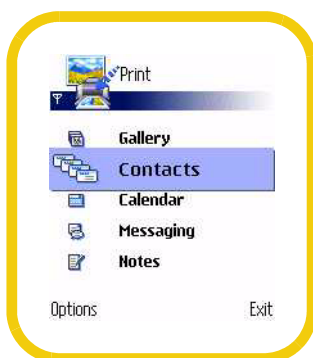 Print
Gallery
Contacts
Calendar
Messaging
Notes
Options Exit